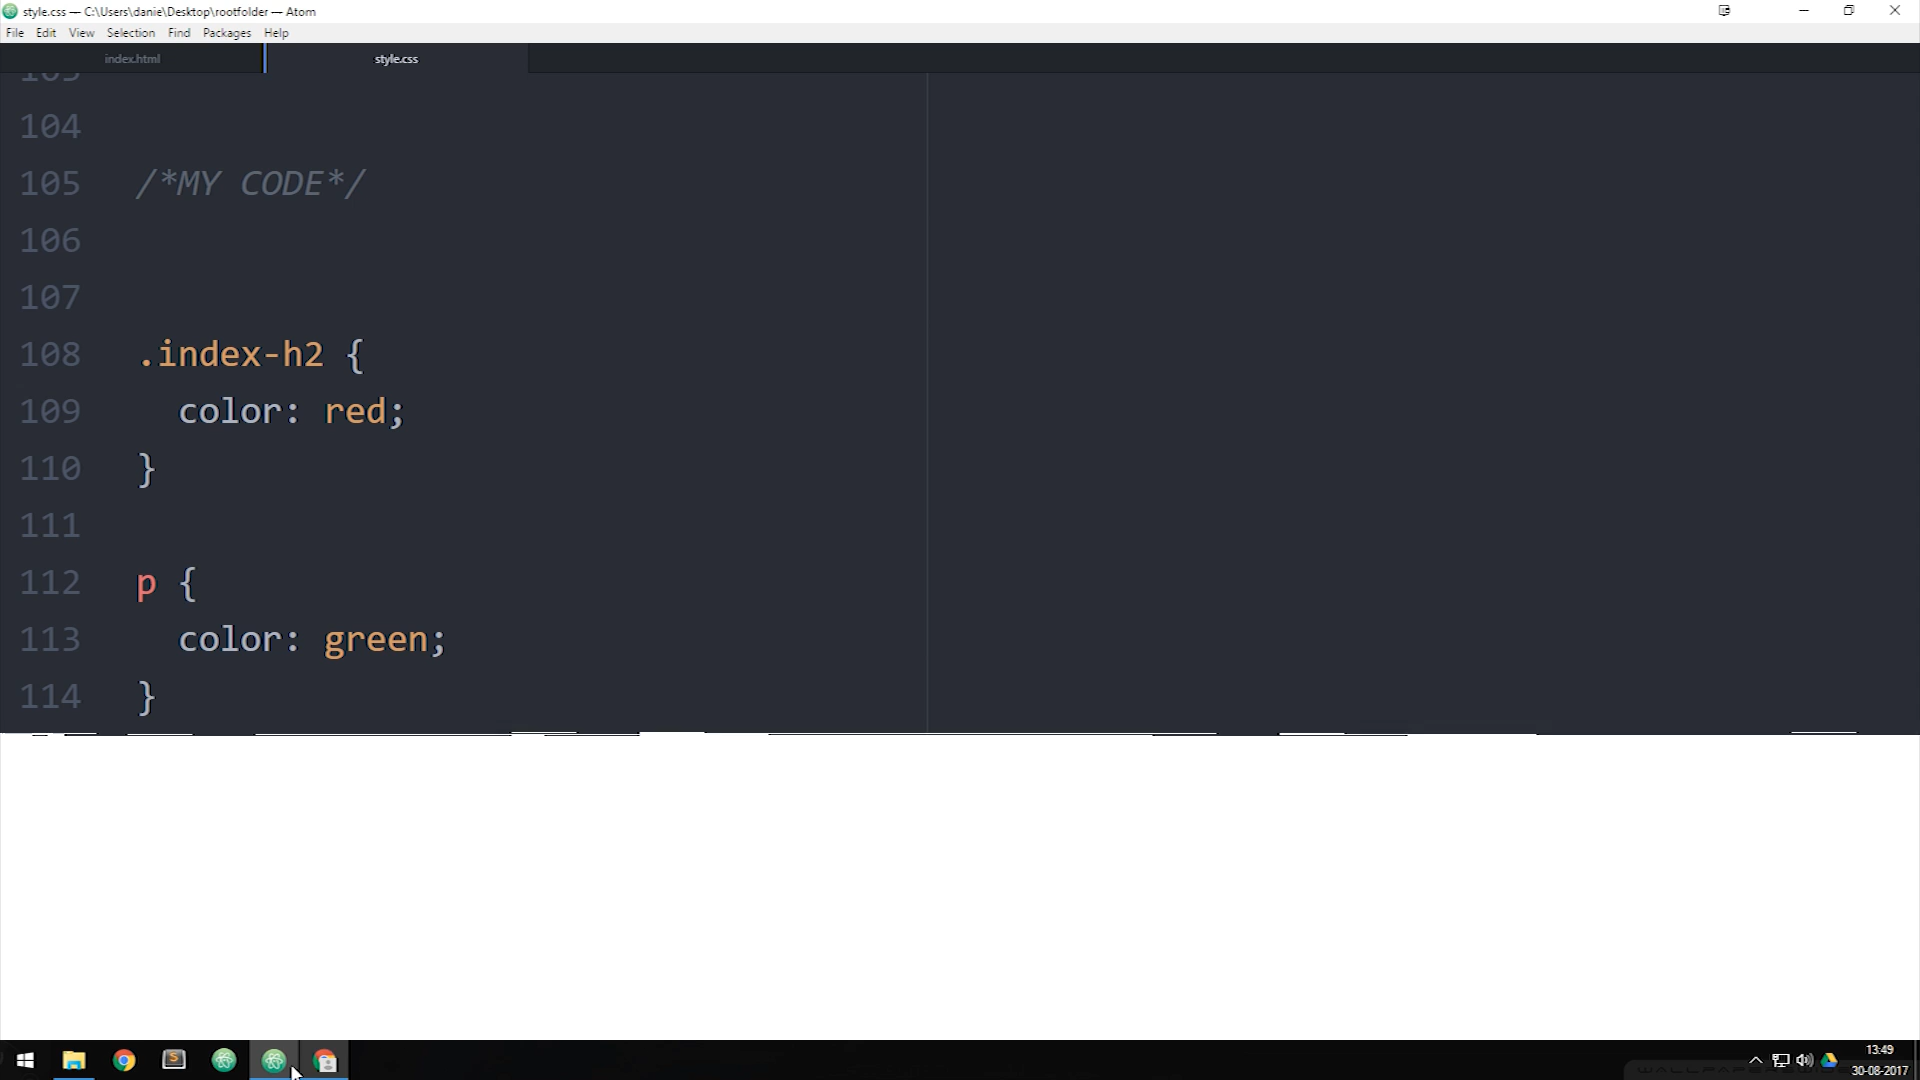 style.css — C:\Users\danie\Desktop\rootfolder — Atom
File Edit View Selection Find Packages Help
index.html style.css
103
104
105 /*MY CODE*/
106
107
108 .index-h2 {
109 color: red;
110 }
111
112 p {
113 color: green;
114 }
13:49
30-08-2017